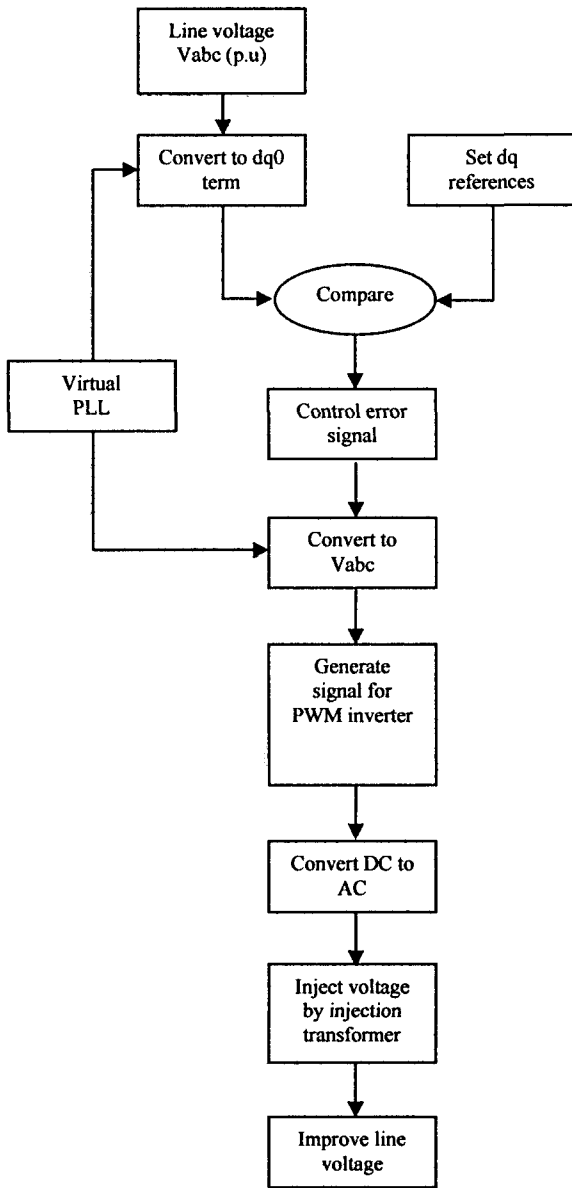 Line voltage
Vabc (p.u)
Convert to dq0
term
Set dq
references
Compare
Virtual
PLL
Control error
signal
Convert to
Vabc
Generate
signal for
PWM inverter
Convert DC to
AC
Inject voltage
by injection
transformer
Improve line
voltage